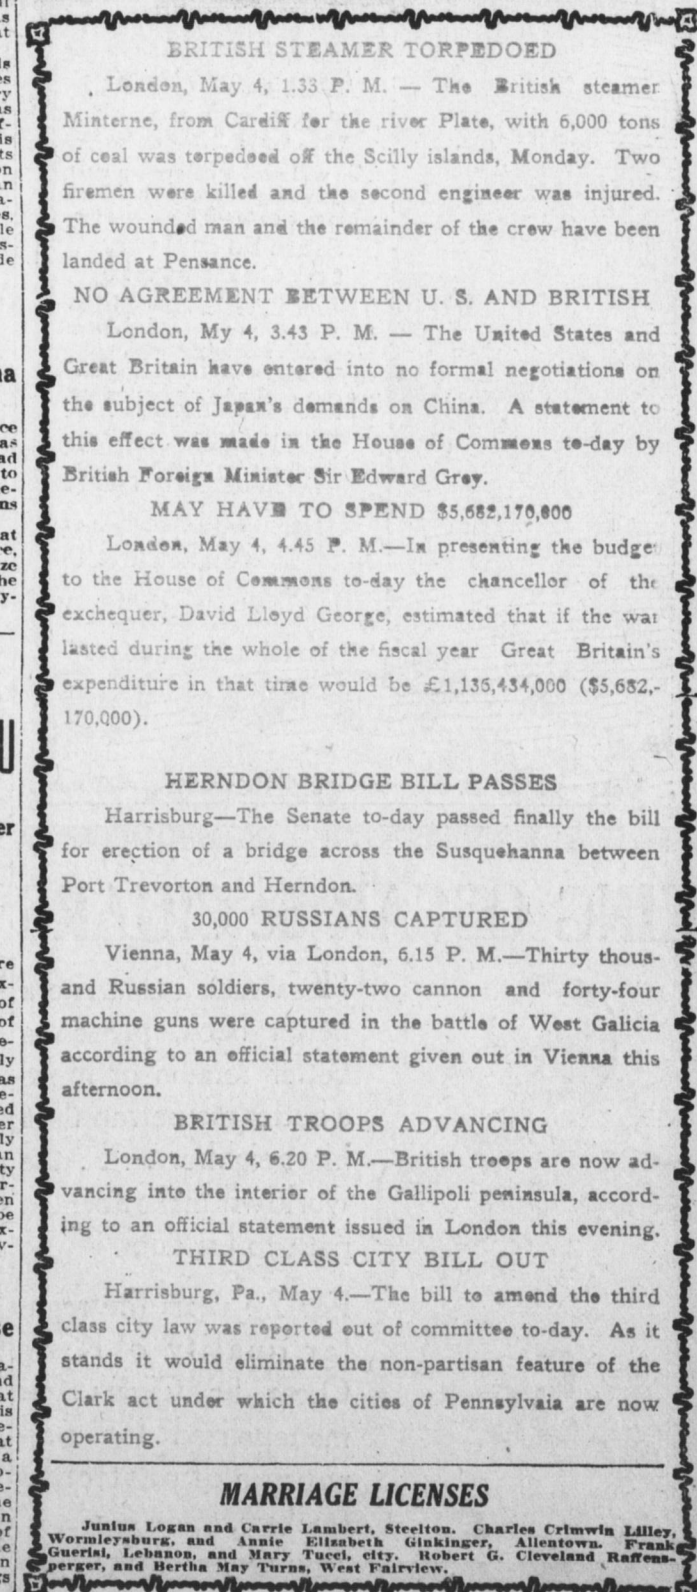 BRITISH STEAMER TORPEDOED
London, May 4, 1.33 P. M. — The British steamer
Minterne, from Cardiff for the river Plate, with 6,000 tons
of coal was torpedoed off the Scilly islands, Monday. Two
firemen were killed and the second engineer was injured.
The wounded man and the remainder of the crew have been
landed at Pensance.
NO AGREEMENT BETWEEN U. S. AND BRITISH
London, My 4, 3.43 P. M. — The United States and
Great Britain have entered into no formal negotiations on
the subject of Japan's demands on China. A statement to
this effect was made in the House of Commons to-day by
British Foreign Minister Sir Edward Grey.
MAY HAVE TO SPEND $5,682,170,000
London, May 4, 4.45 P. M.—In presenting the budget
to the House of Commons to-day the chancellor of the
exchequer, David Lloyd George, estimated that if the war
lasted during the whole of the fiscal year Great Britain's
expenditure in that time would be £1,135,434,000 ($5,682,-
170,000).
HERNDON BRIDGE BILL PASSES
Harrisburg—The Senate to-day passed finally the bill
for erection of a bridge across the Susquehanna between
Port Trevorton and Herndon.
30,000 RUSSIANS CAPTURED
Vienna, May 4, via London, 6.15 P. M.—Thirty thous-
and Russian soldiers, twenty-two cannon and forty-four
machine guns were captured in the battle of West Galicia
according to an official statement given out in Vienna this
afternoon.
BRITISH TROOPS ADVANCING
London, May 4, 6.20 P. M.—British troops are now ad-
vancing into the interior of the Gallipoli peninsula, accord-
ing to an official statement issued in London this evening.
THIRD CLASS CITY BILL OUT
Harrisburg, Pa., May 4.—The bill to amend the third
class city law was reported out of committee to-day. As it
stands it would eliminate the non-partisan feature of the
Clark act under which the cities of Pennsylvaia are now
operating.
MARRIAGE LICENSES
Junius Logan and Carrie Lambert, Steelton. Charles Crimwin Lilley,
Wormleysburg, and Annie Elizabeth Ginkinger, Allentown. Frank
Guerisi, Lebanon, and Mary Tucci, city. Robert G. Cleveland Raffens-
perger, and Bertha May Turns, West Fairview.